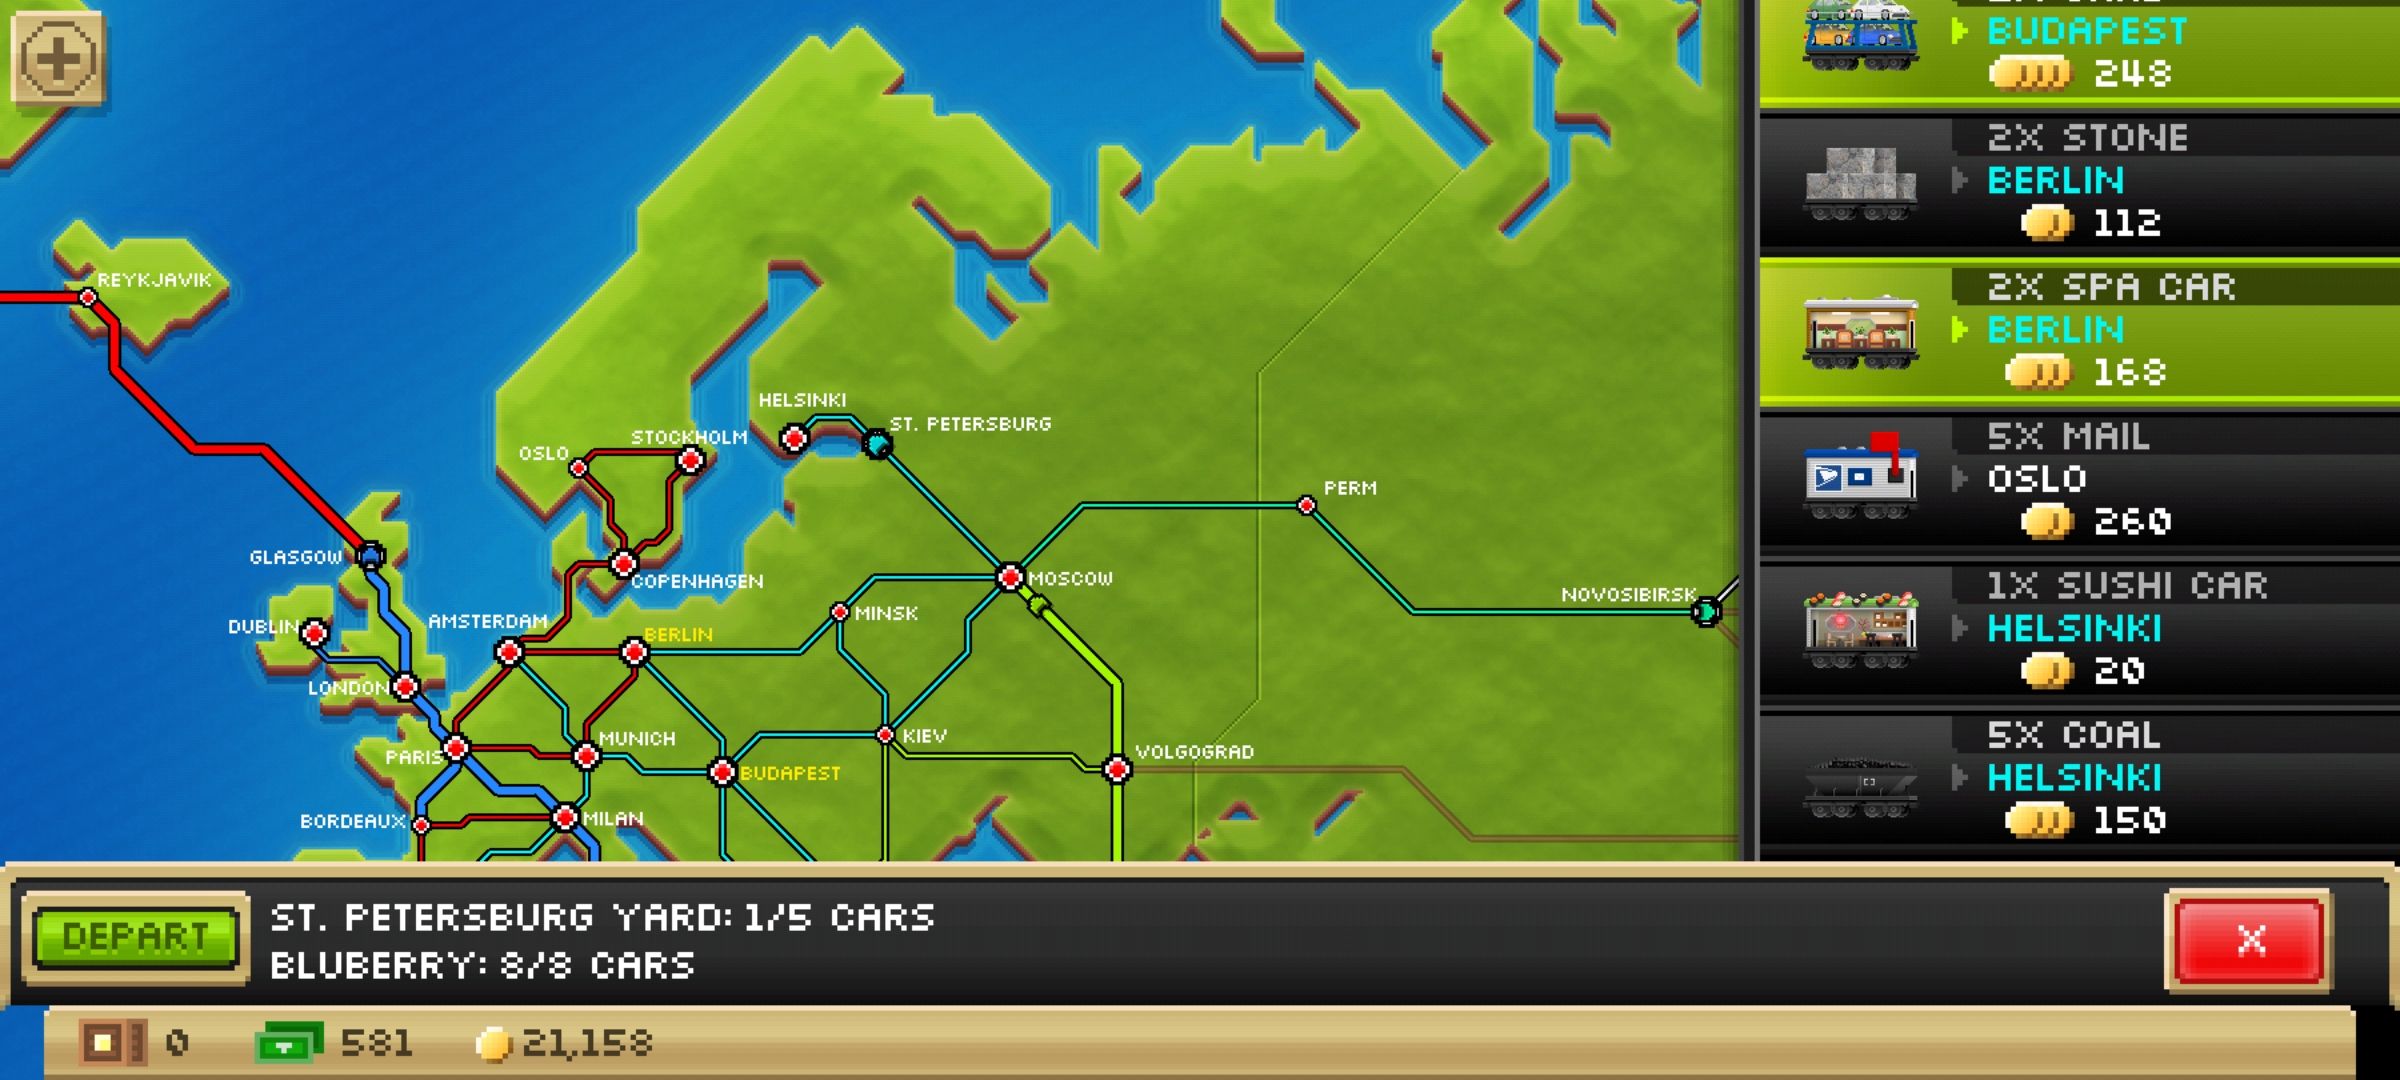 BUDAPEST
248
2X STONE
BERLIN
112
2X SPA CAR
BERLIN
168
5X MAIL
OSLO
260
1X SUSHI CAR
HELSINKI
20
5X COAL
HELSINKI
150
REYKJAVIK
HELSINKI
ST. PETERSBURG
STOCKHOLM
OSLO
PERM
GLASGOW
COPENHAGEN
MOSCOW
NOVOSIBIRSK
MINSK
DUBLIN
AMSTERDAM
BERLIN
LONDON
PARIS
MUNICH
KIEV
VOLGOGRAD
BUDAPEST
BORDEAUX
MILAN
DEPART
ST. PETERSBURG YARD: 1/5 CARS
BLUBERRY: 8/8 CARS
X
0
581
21,158